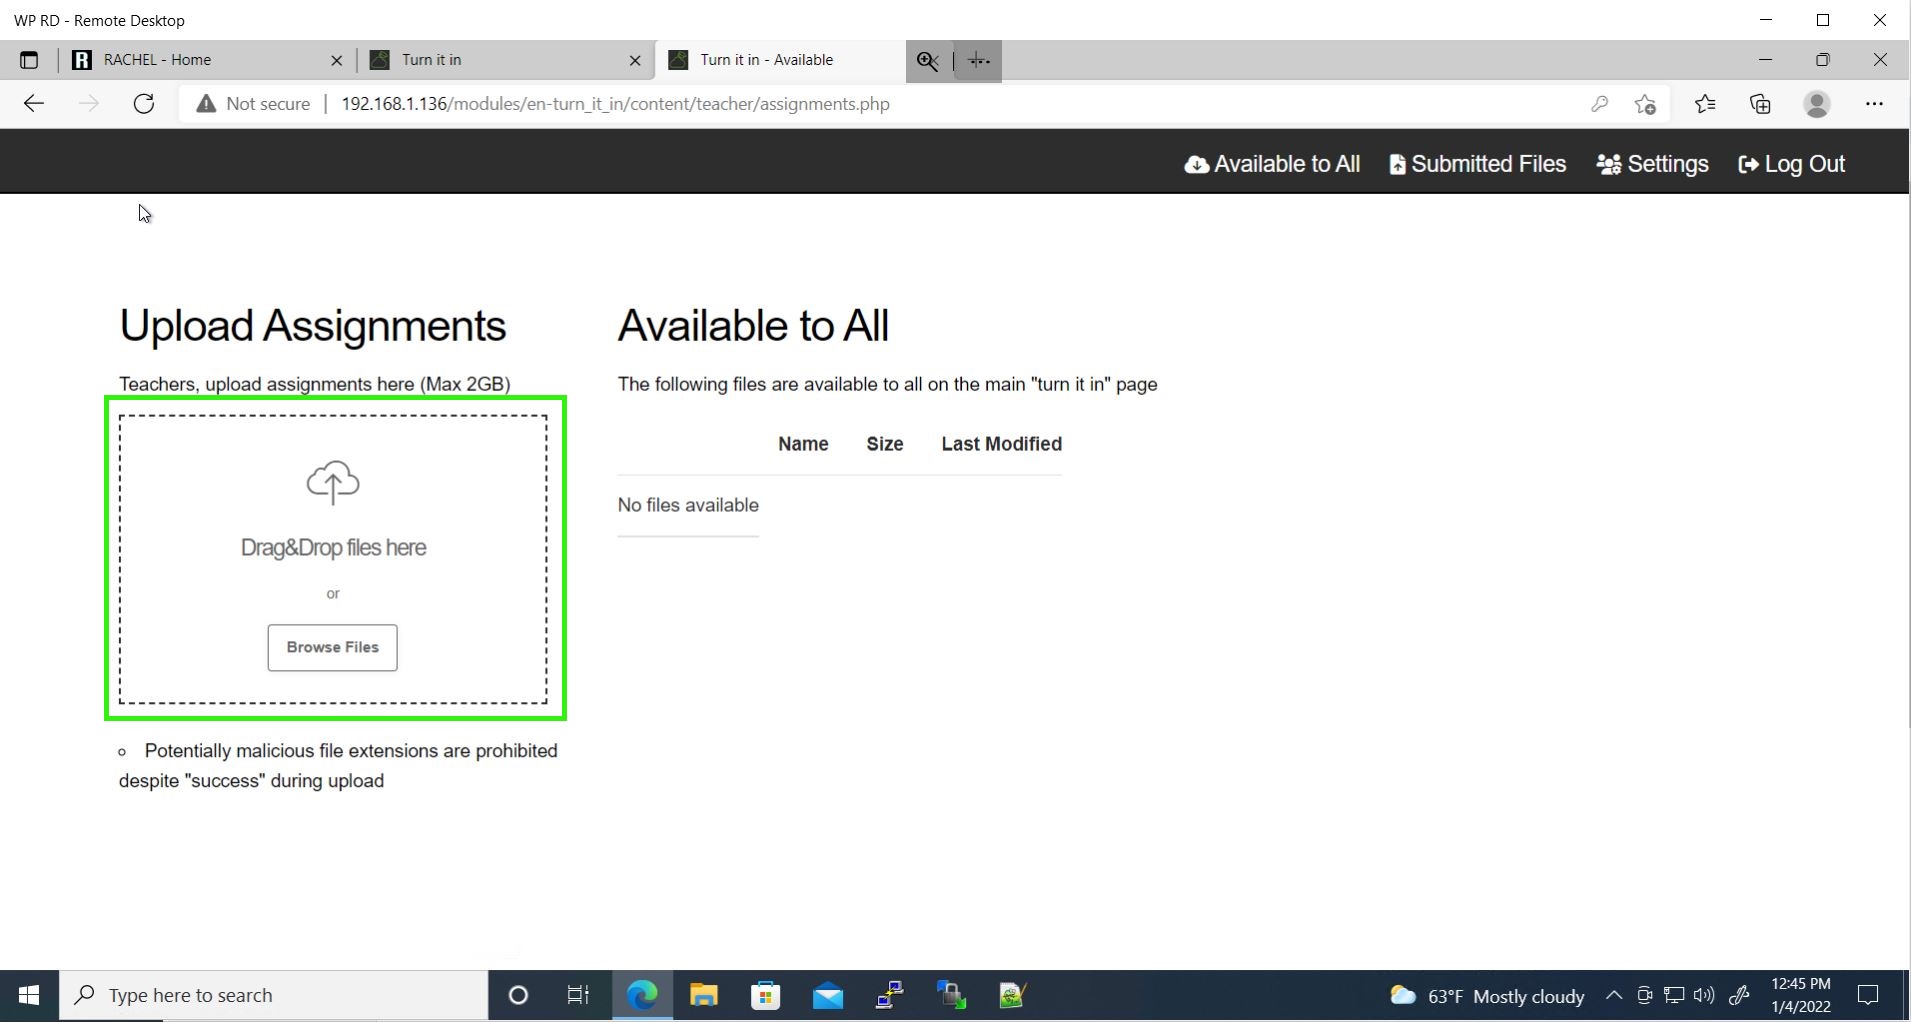 WP RD - Remote Desktop
RACHEL - Home
Turn it in
Turn it in - Available
Not secure
192.168.1.136/modules/en-turn_it_in/content/teacher/assignments.php
Available to All
Submitted Files
Settings
Log Out
Upload Assignments
Teachers, upload assignments here (Max 2GB)
Drag&Drop files here
or
Browse Files
Potentially malicious file extensions are prohibited
despite "success" during upload
Available to All
The following files are available to all on the main "turn it in" page
Name Size Last Modified
No files available
Type here to search
63°F Mostly cloudy
12:45 PM
1/4/2022